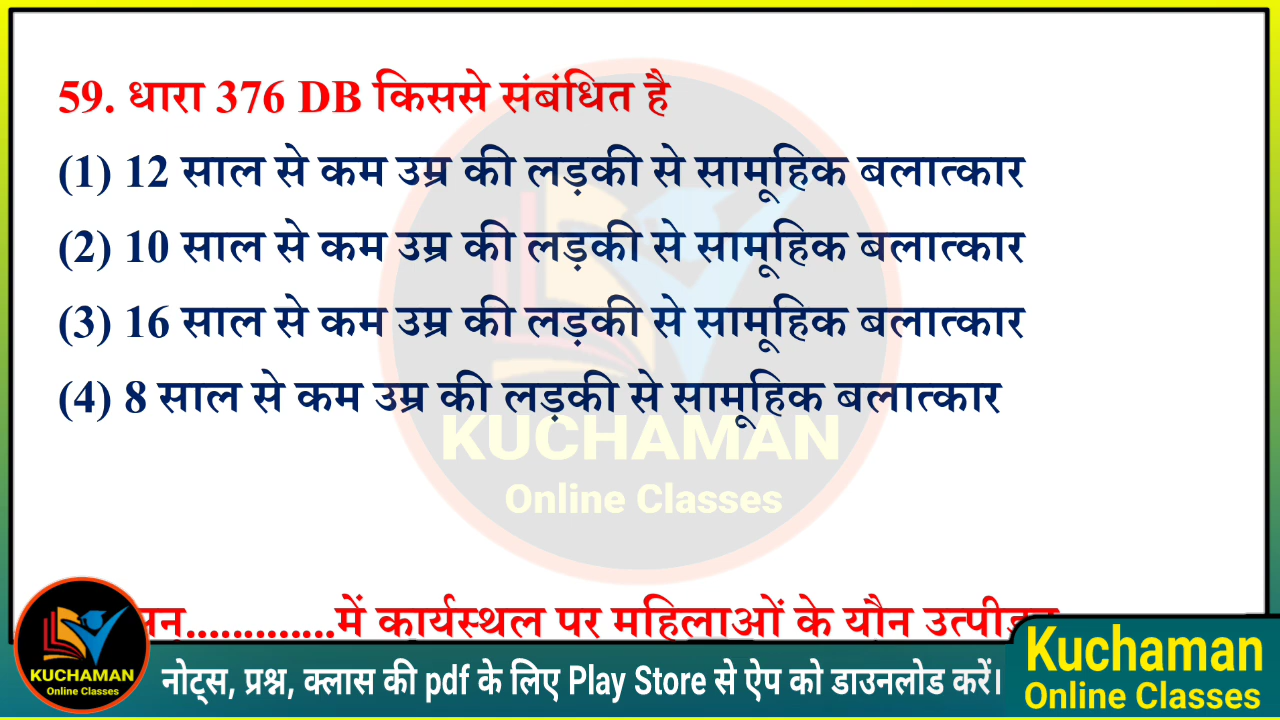 59. धारा 376 DB किससे संबंधित है
(1) 12 साल से कम उम्र की लड़की से सामूहिक बलात्कार
(2) 10 साल से कम उम्र की लड़की से सामूहिक बलात्कार
(3) 16 साल से कम उम्र की लड़की से सामूहिक बलात्कार
(4) 8 साल से कम उम्र की लड़की से सामूहिक बलात्कार
KUCHAMAN
Online Classes
.............में कार्यस्थल पर महिलाओं के यौन
KUCHAMAN
Online Classes
नोट्स, प्रश्न, क्लास की pdf के लिए Play Store से ऐप को डाउनलोड करें।
Kuchaman
Online Classes